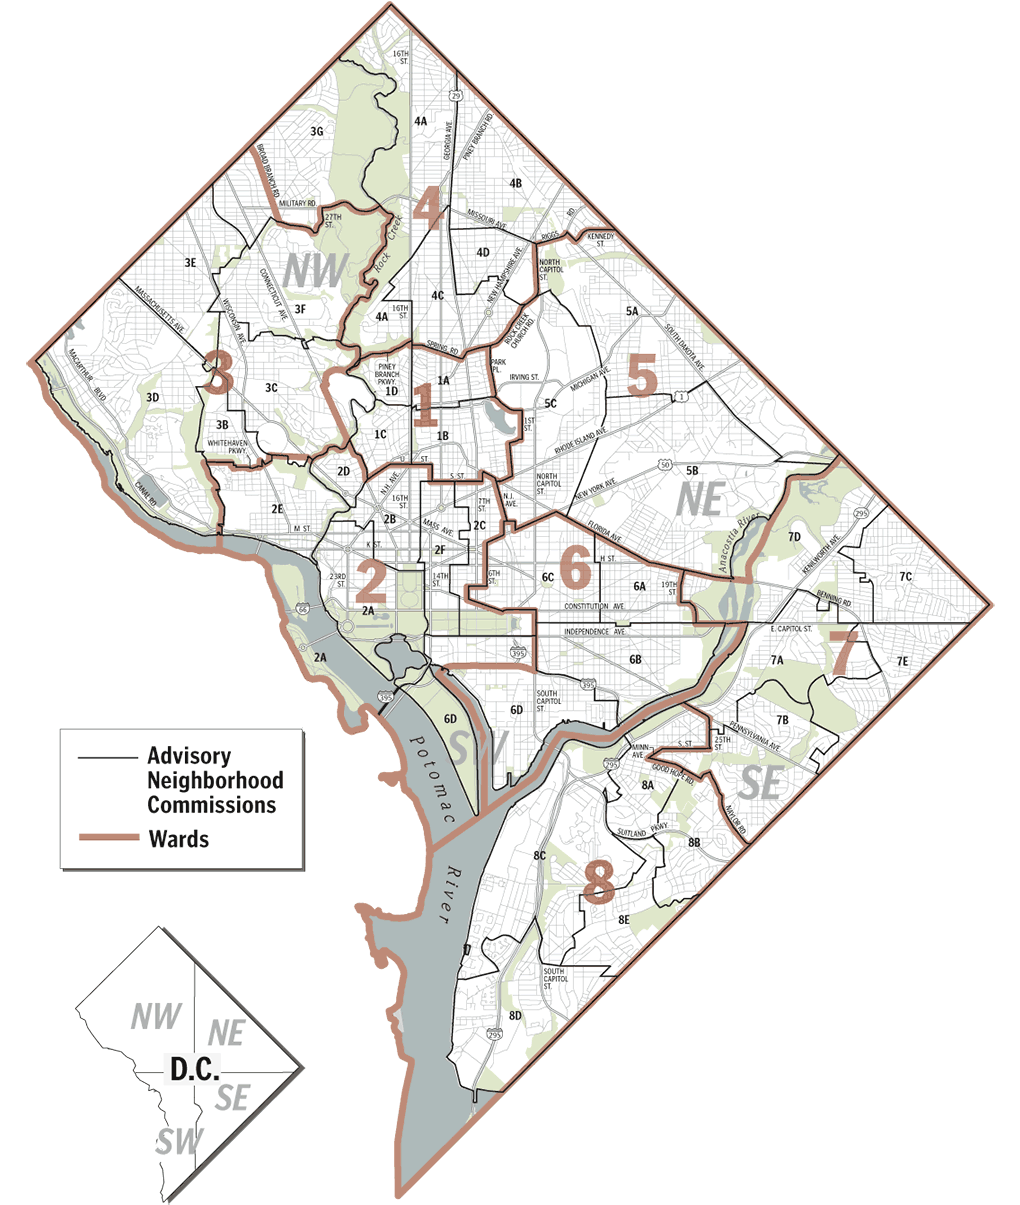 16TH
ST.
29
4A
3G
GEORGIA AVE.
PINEY BRANCH RD.
BROAD BRANCH RD.
4B
MILITARY RD.
27TH
ST.
4
MISSOURI AVE.
RIGGS
RD.
KENNEDY
ST.
Rock Creek
4D
NW
3E
NORTH
CAPITOL
ST.
NEW HAMPSHIRE AVE.
CONNECTICUT AVE.
4C
MASSACHUSETTS AVE.
WISCONSIN AVE.
3F
4A
16TH
ST.
5A
ROCK CREEK
CHURCH RD.
SOUTH DAKOTA AVE.
SPRING RD.
MACARTHUR BLVD
PINEY
BRANCH
PKWY.
1D
1A
PARK
PL.
IRVING ST.
MICHIGAN AVE.
5
3
3C
3D
1
5C
1
3B
1C
1B
1ST
ST.
RHODE ISLAND AVE.
WHITEHAVEN
PKWY.
U ST.
2D
S ST.
50
5B
CANAL RD.
N.H. AVE.
16TH
ST.
7TH
ST.
N.J.
AVE.
NORTH
CAPITOL
ST.
NEW YORK AVE.
NE
2E
M ST.
2B
MASS AVE.
2C
FLORIDA AVE.
Anacostia River
295
7D
KENILWORTH AVE.
K ST.
2F
H ST.
6
2
23RD
ST.
14TH
ST.
6TH
ST.
6C
6A
19TH
ST.
7C
BENNING RD.
66
2A
CONSTITUTION AVE.
INDEPENDENCE AVE.
E. CAPITOL ST.
7
2A
395
6B
7A
7E
395
395
SOUTH
CAPITOL
ST.
6D
6D
7B
PENNSYLVANIA AVE.
25TH
ST.
S ST.
MINN.
AVE
SW
Potomac
River
295
GOOD HOPE RD.
SE
8A
NAYLOR RD.
SUITLAND PKWY.
8B
8C
8
8E
SOUTH
CAPITOL
ST.
8D
295
Advisory
Neighborhood
Commissions
Wards
NW
NE
D.C.
SE
SW